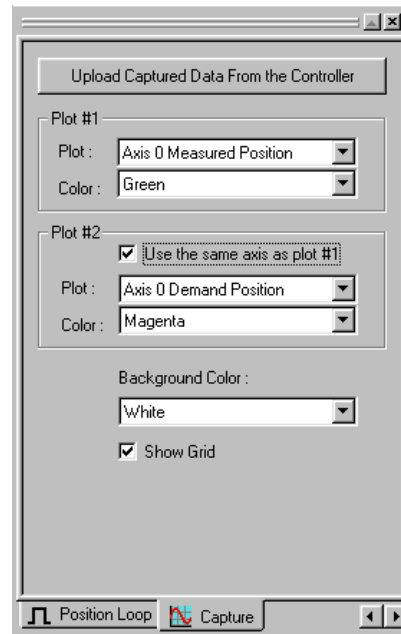 Upload Captured Data From the Controller
Plot #1
Plot : Axis 0 Measured Position
Color : Green
Plot #2
Use the same axis as plot #1
Plot : Axis 0 Demand Position
Color : Magenta
Background Color :
White
Show Grid
Position Loop Capture